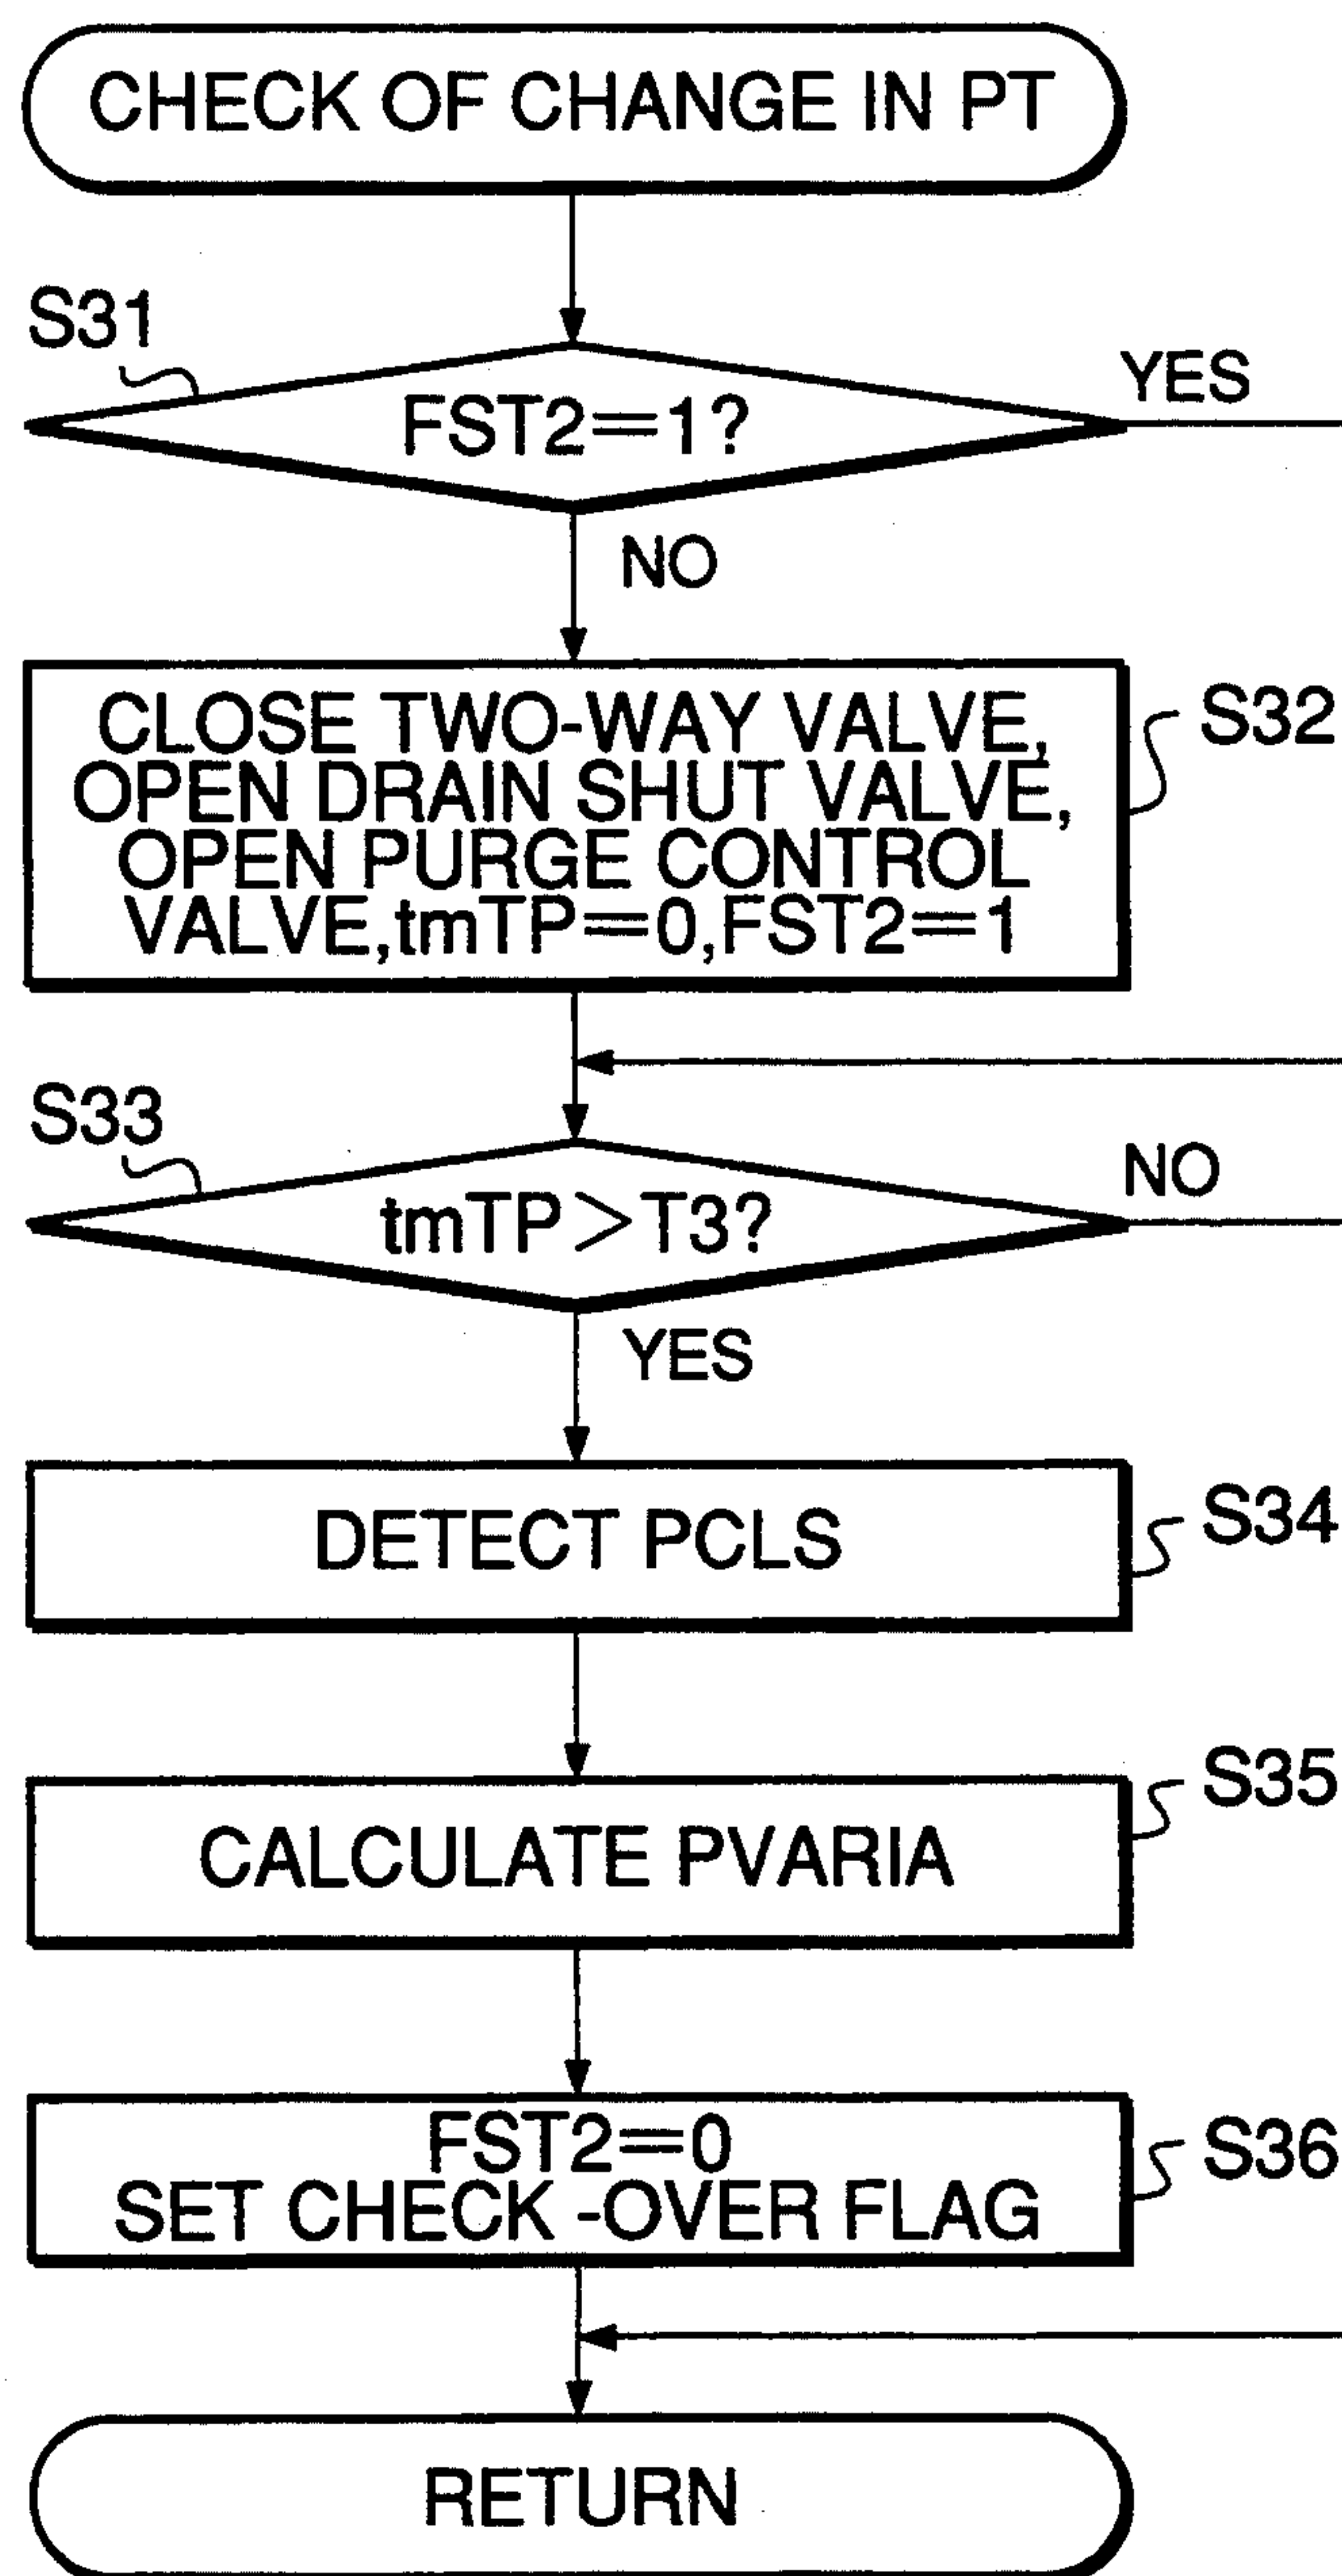 CHECK OF CHANGE IN PT
S31
YES
FST2=1?
NO
CLOSE TWO-WAY VALVE,
OPEN DRAIN SHUT VALVE,
OPEN PURGE CONTROL
VALVE,tmTP=0,FST2=1
S32
S33
NO
tmTP>T3?
YES
DETECT PCLS
S34
CALCULATE PVARIA
S35
FST2=0
SET CHECK -OVER FLAG
S36
RETURN